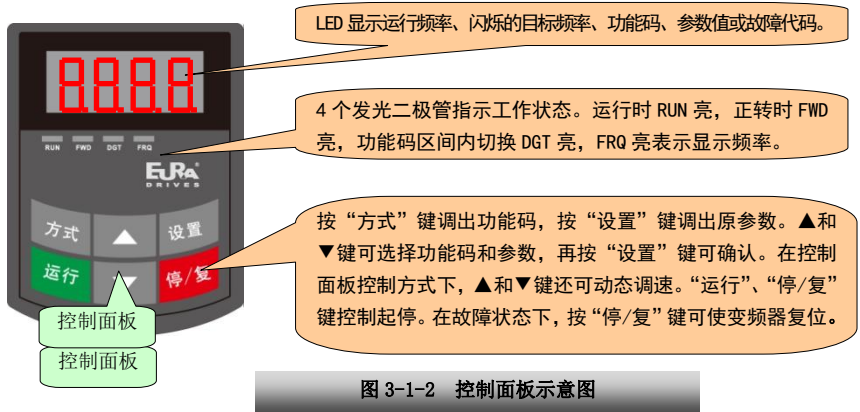 LED 显示运行频率、闪烁的目标频率、功能码、参数值或故障代码。
8.8.8.8
4 个发光二极管指示工作状态。运行时 RUN 亮，正转时 FWD
亮，功能码区间内切换 DGT 亮，FRQ 亮表示显示频率。
RUN FWD DGT FRQ
EURA
DRIVES
方式 ▲ 设置
运行 停/复
按“方式”键调出功能码，按“设置”键调出原参数。▲和
▼键可选择功能码和参数，再按“设置”键可确认。在控制
面板控制方式下，▲和▼键还可动态调速。“运行”、“停/复”
键控制起停。在故障状态下，按“停/复”键可使变频器复位。
控制面板
控制面板
图 3-1-2 控制面板示意图